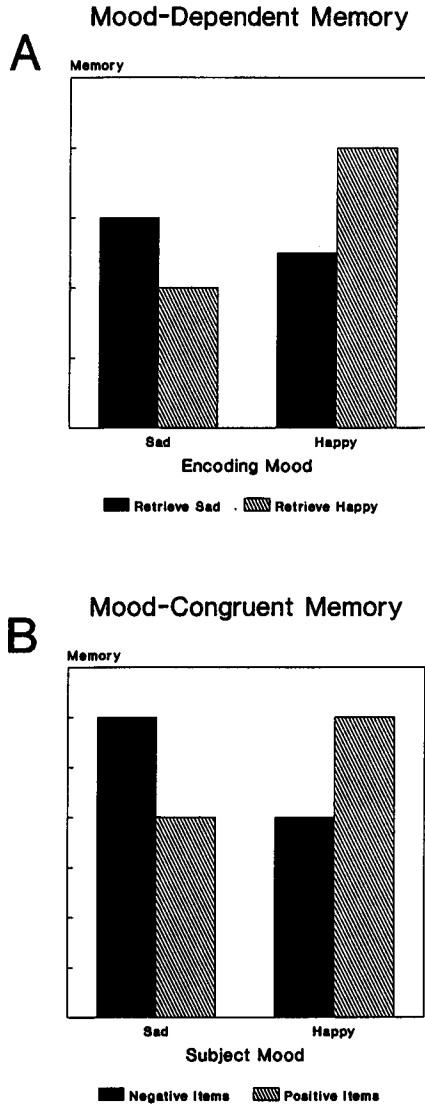 Mood-Dependent Memory
A
Memory
Sad Happy
Encoding Mood
Retrieve Sad Retrieve Happy
Mood-Congruent Memory
B
Memory
Sad Happy
Subject Mood
Negative Items Positive Items